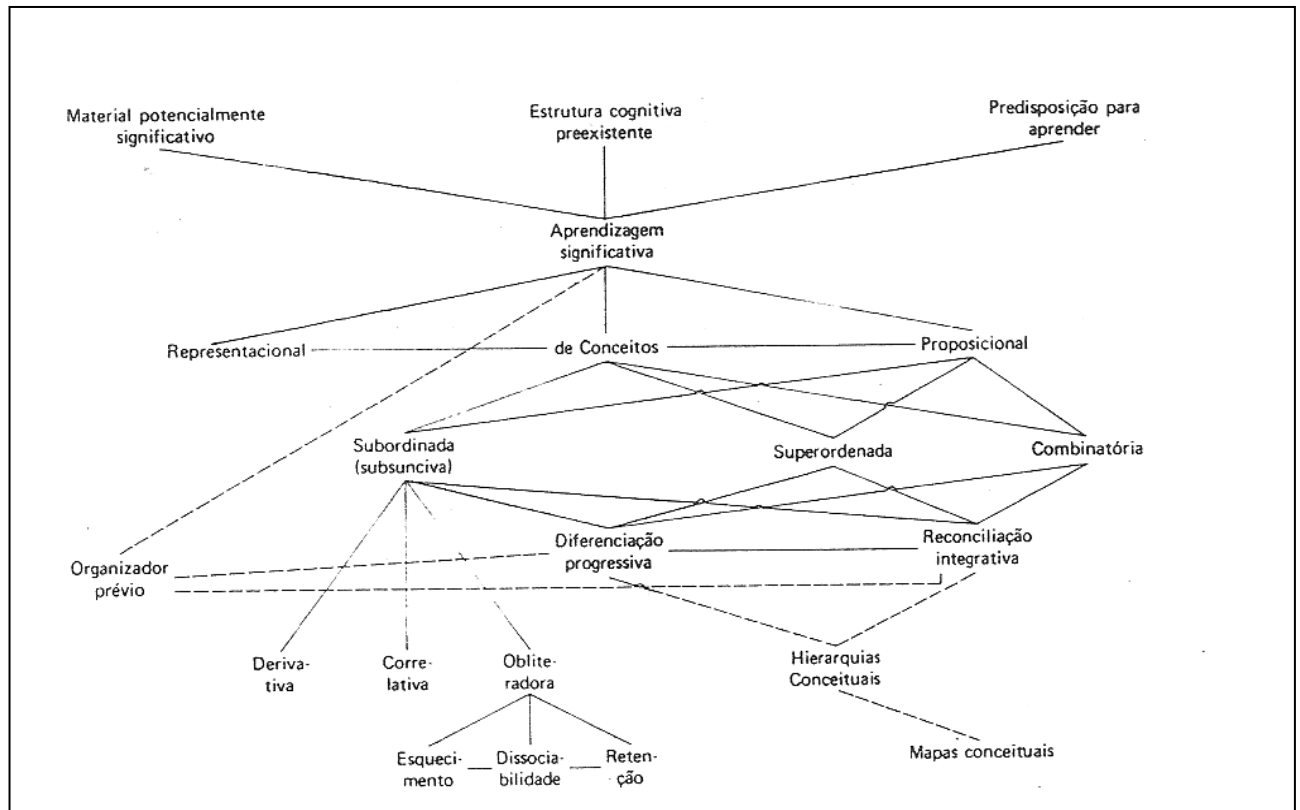 Material potencialmente
significativo
Estrutura cognitiva
preexistente
Predisposição para
aprender
Aprendizagem
significativa
Representacional
de Conceitos
Proposicional
Subordinada
(subsunciva)
Superordenada
Combinatória
Organizador
prévio
Diferenciação
progressiva
Reconciliação
integrativa
Deriva-
tiva
Corre-
lativa
Oblite-
radora
Hierarquias
Conceituais
Esqueci-
mento
Dissocia-
bilidade
Reten-
ção
Mapas conceituais